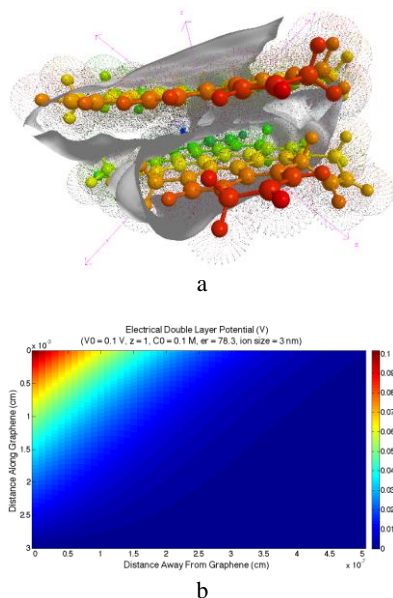 z
x
a
Electrical Double Layer Potential (V)
(V0 = 0.1 V, z = 1, C0 = 0.1 M, er = 78.3, ion size = 3 nm)
x 10⁻³
0
0.5
1
1.5
2
2.5
3
Distance Along Graphene (cm)
0 0.5 1 1.5 2 2.5 3 3.5 4 4.5 5
x 10⁻⁷
Distance Away From Graphene (cm)
0.1
0.09
0.08
0.07
0.06
0.05
0.04
0.03
0.02
0.01
0
b